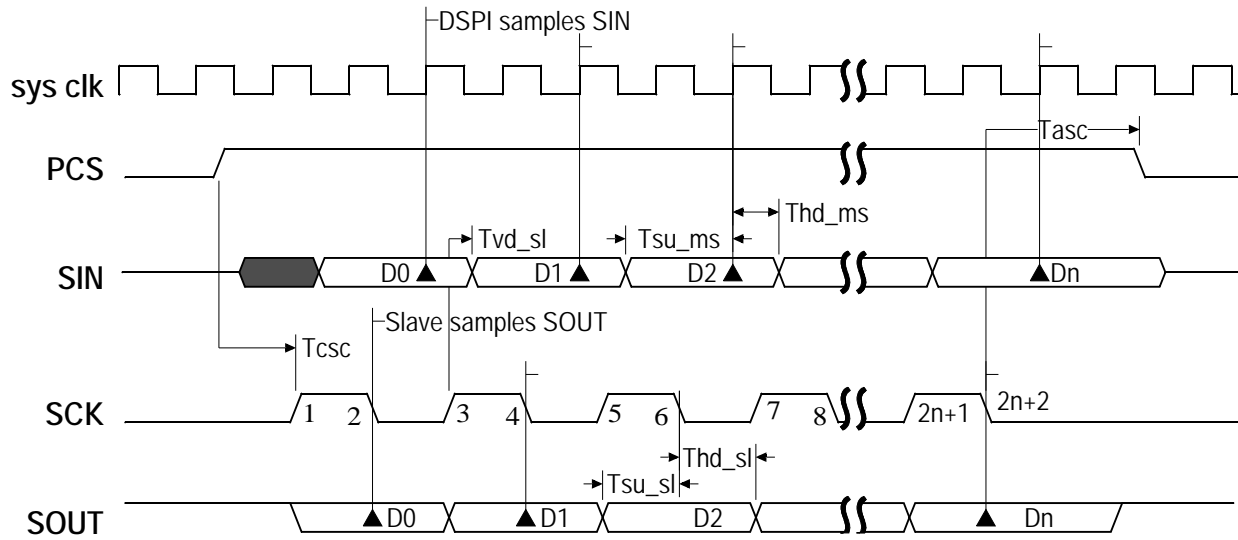 DSPI samples SIN
sys clk
Tasc
PCS
Thd_ms
Tvd_sl
Tsu_ms
SIN
D0
D1
D2
Dn
Slave samples SOUT
Tcsc
SCK
1
2
3
4
5
6
7
8
2n+1
2n+2
Thd_sl
Tsu_sl
SOUT
D0
D1
D2
Dn